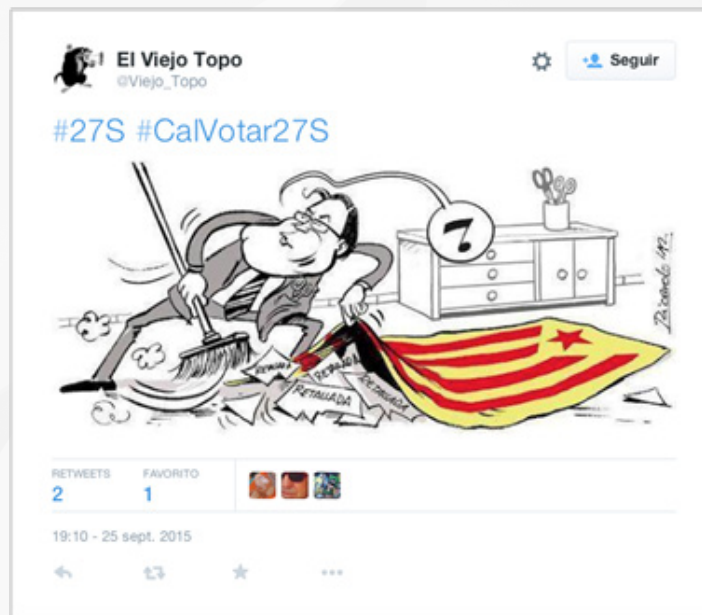 El Viejo Topo
@Viejo_Topo
Seguir
#27S #CalVotar27S
RETALLADA
RETALLADA
RETALLADA
RETWEETS
2
FAVORITO
1
19:10 - 25 sept. 2015